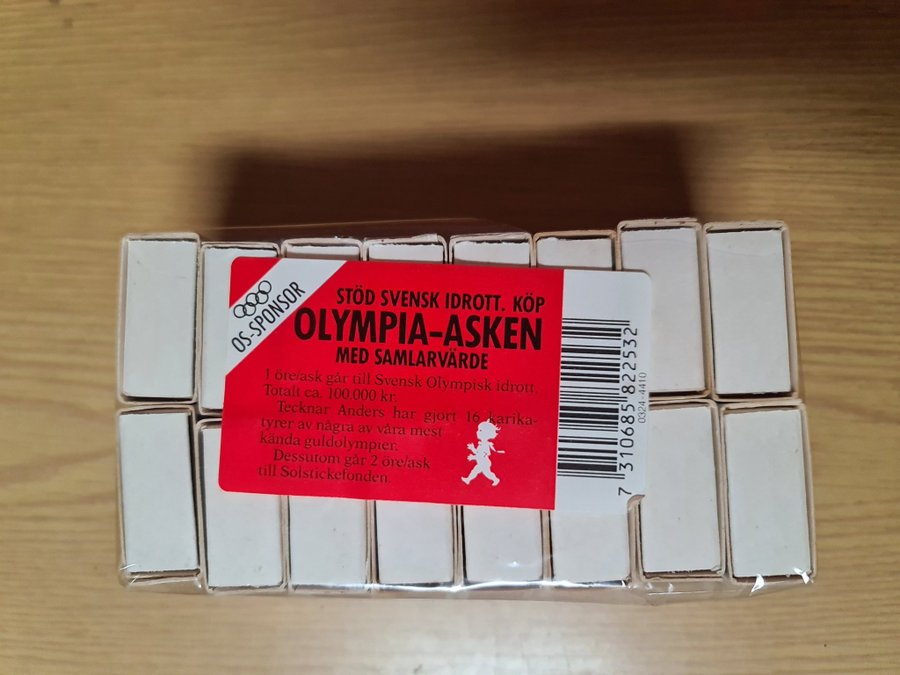 OS-SPONSOR
STÖD SVENSK IDROTT. KÖP
OLYMPIA-ASKEN
MED SAMLARVÄRDE
1 öre/ask går till Svensk Olympisk idrott.
Totalt ca. 100.000 kr.
Tecknar Anders har gjort 16 karika-
tyrer av några av våra mest
kända guldolympier.
Dessutom går 2 öre/ask
till Solstickefonden.
7 310685 822532
0324-4410